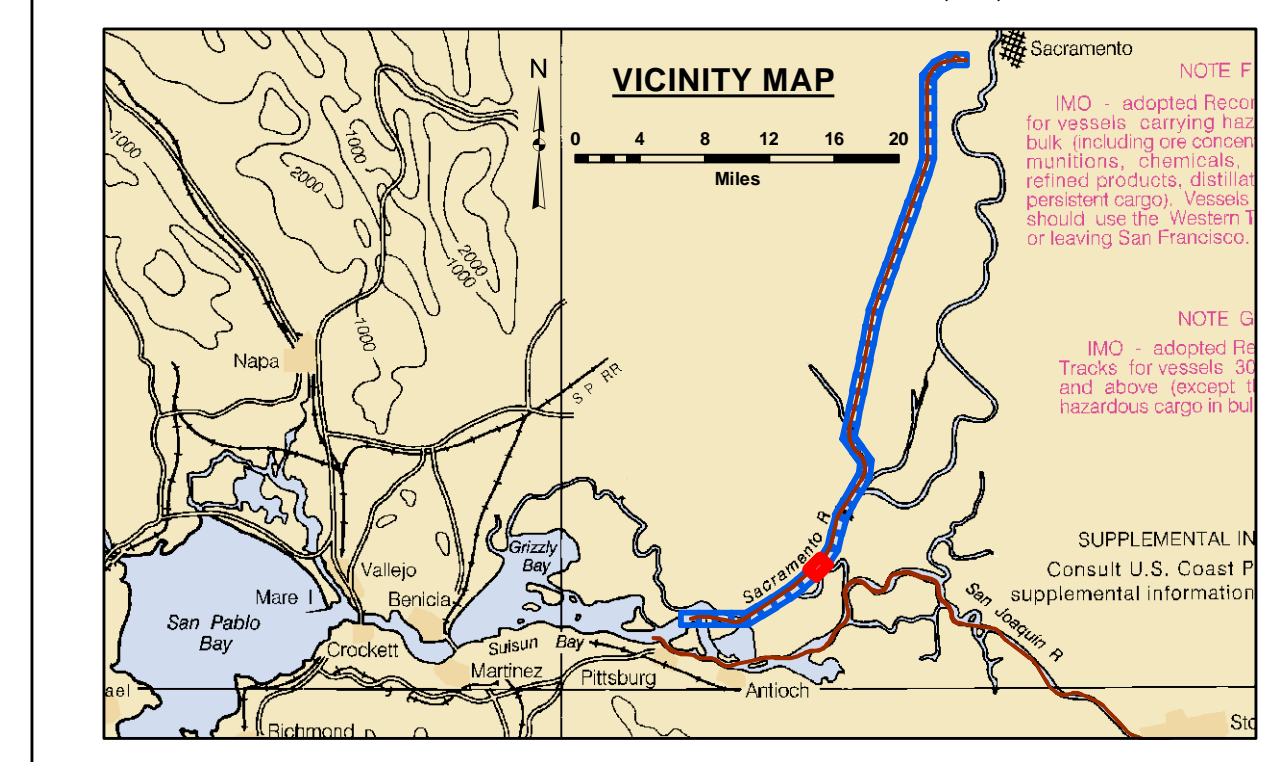 Sacramento
N
VICINITY MAP
0 4 8 12 16 20
Miles
NOTE F
IMO - adopted Recor
for vessels carrying haz
bulk (including ore concen
munitions, chemicals,
refined products, distillat
persistent cargo). Vessels
should use the Western T
or leaving San Francisco.
1000
1000
2000
2000
1000
1000
NOTE G
IMO - adopted Re
Tracks for vessels 30
and above (except t
hazardous cargo in bul
Napa
S P RR
Grizzly
Bay
Sacramento R
SUPPLEMENTAL IN
Consult U.S. Coast P
supplemental information
Vallejo
Mare I
Benicia
San Pablo
Bay
Crockett
Suisun Bay
Martinez
Pittsburg
Antioch
San Joaquin R
ael
Richmond
Sto